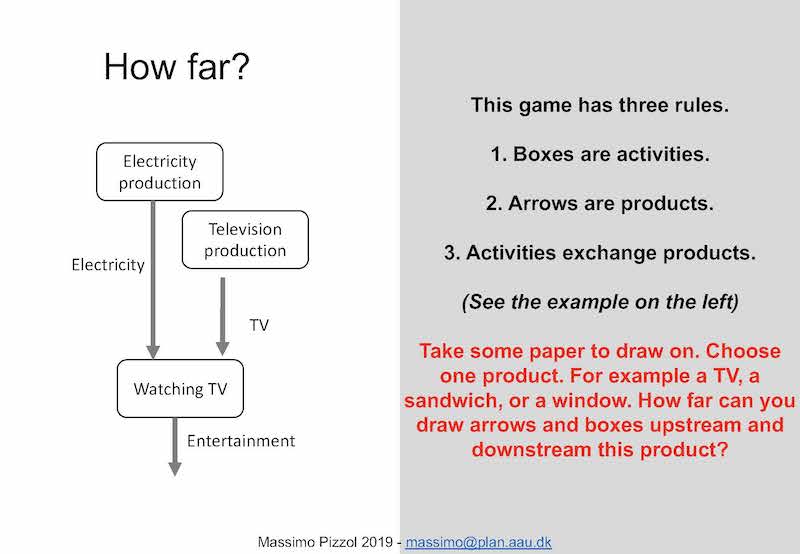 How far?
Electricity
production
Television
production
Electricity
TV
Watching TV
Entertainment
This game has three rules.
1. Boxes are activities.
2. Arrows are products.
3. Activities exchange products.
(See the example on the left)
Take some paper to draw on. Choose
one product. For example a TV, a
sandwich, or a window. How far can you
draw arrows and boxes upstream and
downstream this product?
Massimo Pizzol 2019 - massimo@plan.aau.dk